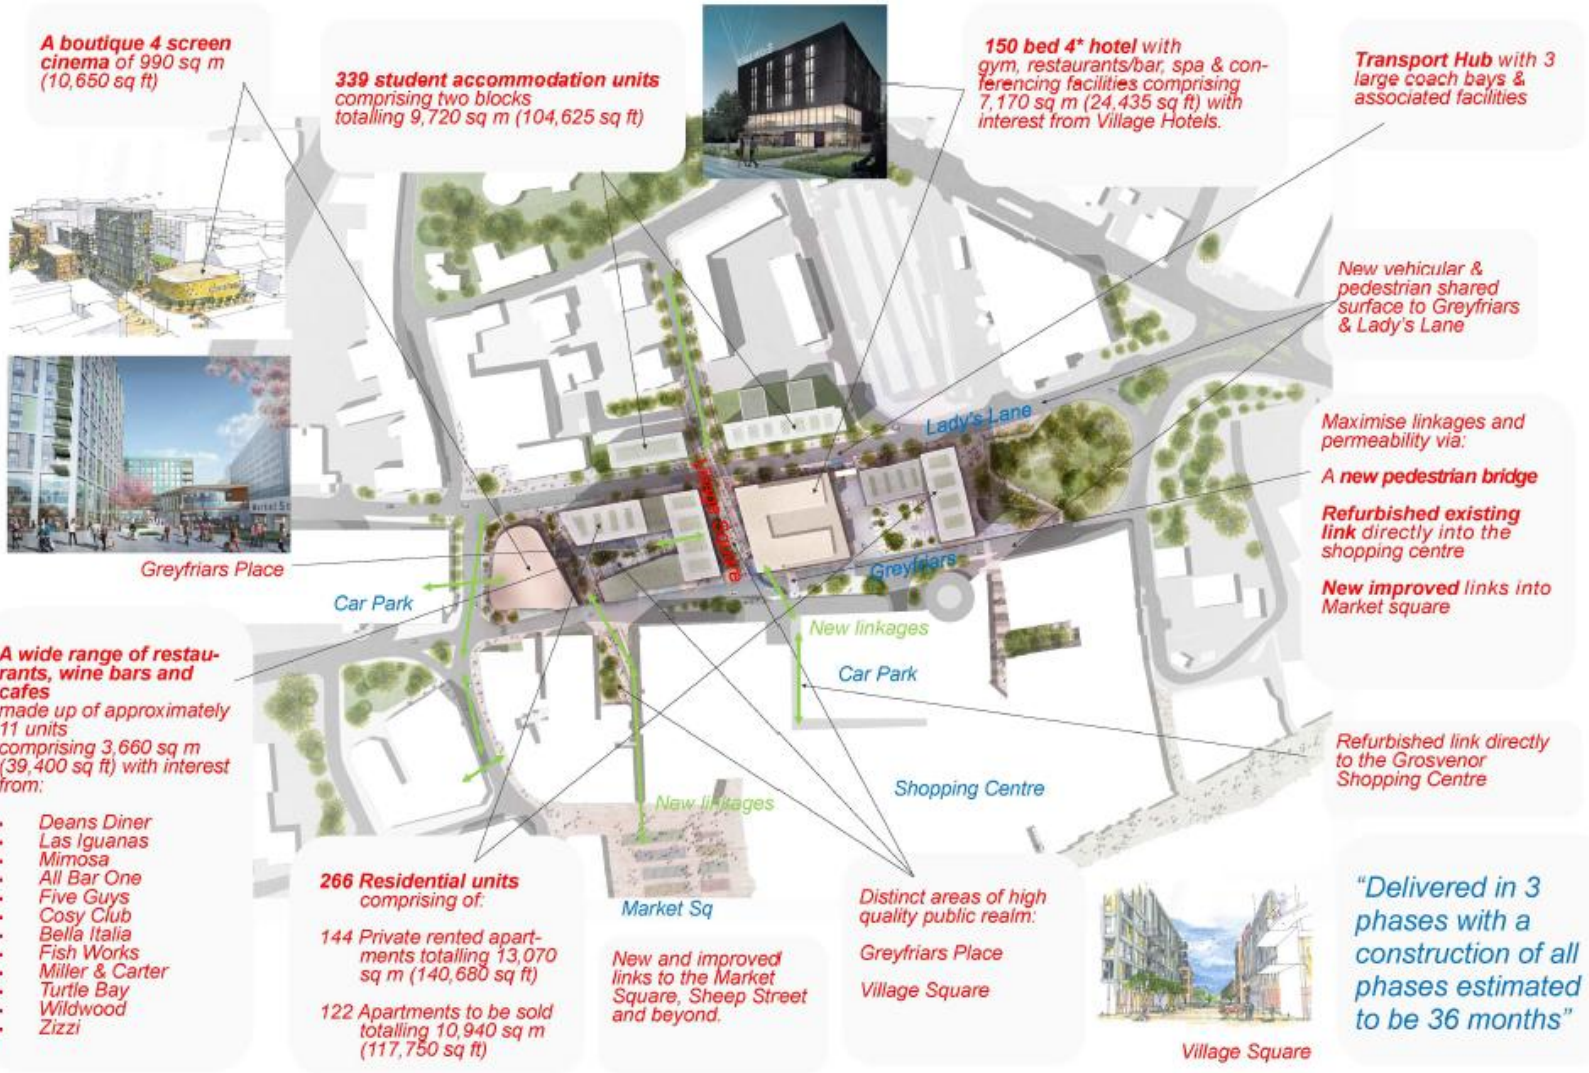 A boutique 4 screen
cinema of 990 sq m
(10,650 sq ft)
339 student accommodation units
comprising two blocks
totalling 9,720 sq m (104,625 sq ft)
150 bed 4* hotel with
gym, restaurants/bar, spa & con-
ferencing facilities comprising
7,170 sq m (24,435 sq ft) with
interest from Village Hotels.
Transport Hub with 3
large coach bays &
associated facilities
New vehicular &
pedestrian shared
surface to Greyfriars
& Lady's Lane
Lady's Lane
Maximise linkages and
permeability via:
A new pedestrian bridge
Refurbished existing
link directly into the
shopping centre
New improved links into
Market square
Village Square
Greyfriars
Greyfriars Place
Car Park
New linkages
Car Park
A wide range of restau-
rants, wine bars and
cafes
made up of approximately
11 units
comprising 3,660 sq m
(39,400 sq ft) with interest
from:
• Deans Diner
• Las Iguanas
• Mimosa
• All Bar One
• Five Guys
• Cosy Club
• Bella Italia
• Fish Works
• Miller & Carter
• Turtle Bay
• Wildwood
• Zizzi
Refurbished link directly
to the Grosvenor
Shopping Centre
Shopping Centre
New linkages
Market Sq
266 Residential units
comprising of:
144 Private rented apart-
ments totalling 13,070
sq m (140,680 sq ft)
122 Apartments to be sold
totalling 10,940 sq m
(117,750 sq ft)
New and improved
links to the Market
Square, Sheep Street
and beyond.
Distinct areas of high
quality public realm:
Greyfriars Place
Village Square
Village Square
“Delivered in 3
phases with a
construction of all
phases estimated
to be 36 months”